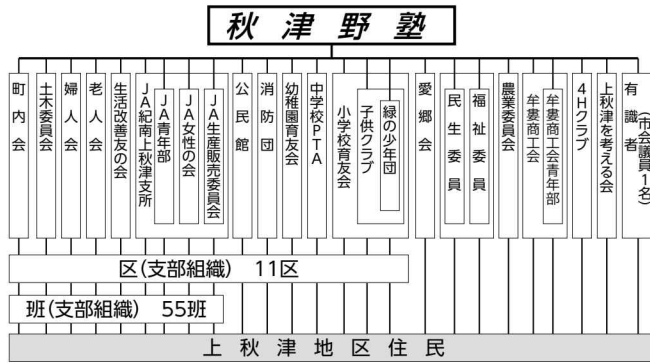 秋津野塾
町内会
土木委員会
婦人会
老人会
生活改善友の会
JA紀南上秋津支所
JA青年部
JA女性の会
JA生産販売委員会
公民館
消防団
幼稚園育友会
中学校PTA
小学校育友会
子供クラブ
緑の少年団
愛郷会
民生委員
福祉委員
農業委員会
牟婁商工会
牟婁商工会青年部
4Hクラブ
上秋津を考える会
有識者
(市会議員1名)
区(支部組織) 11区
班(支部組織) 55班
上秋津地区住民